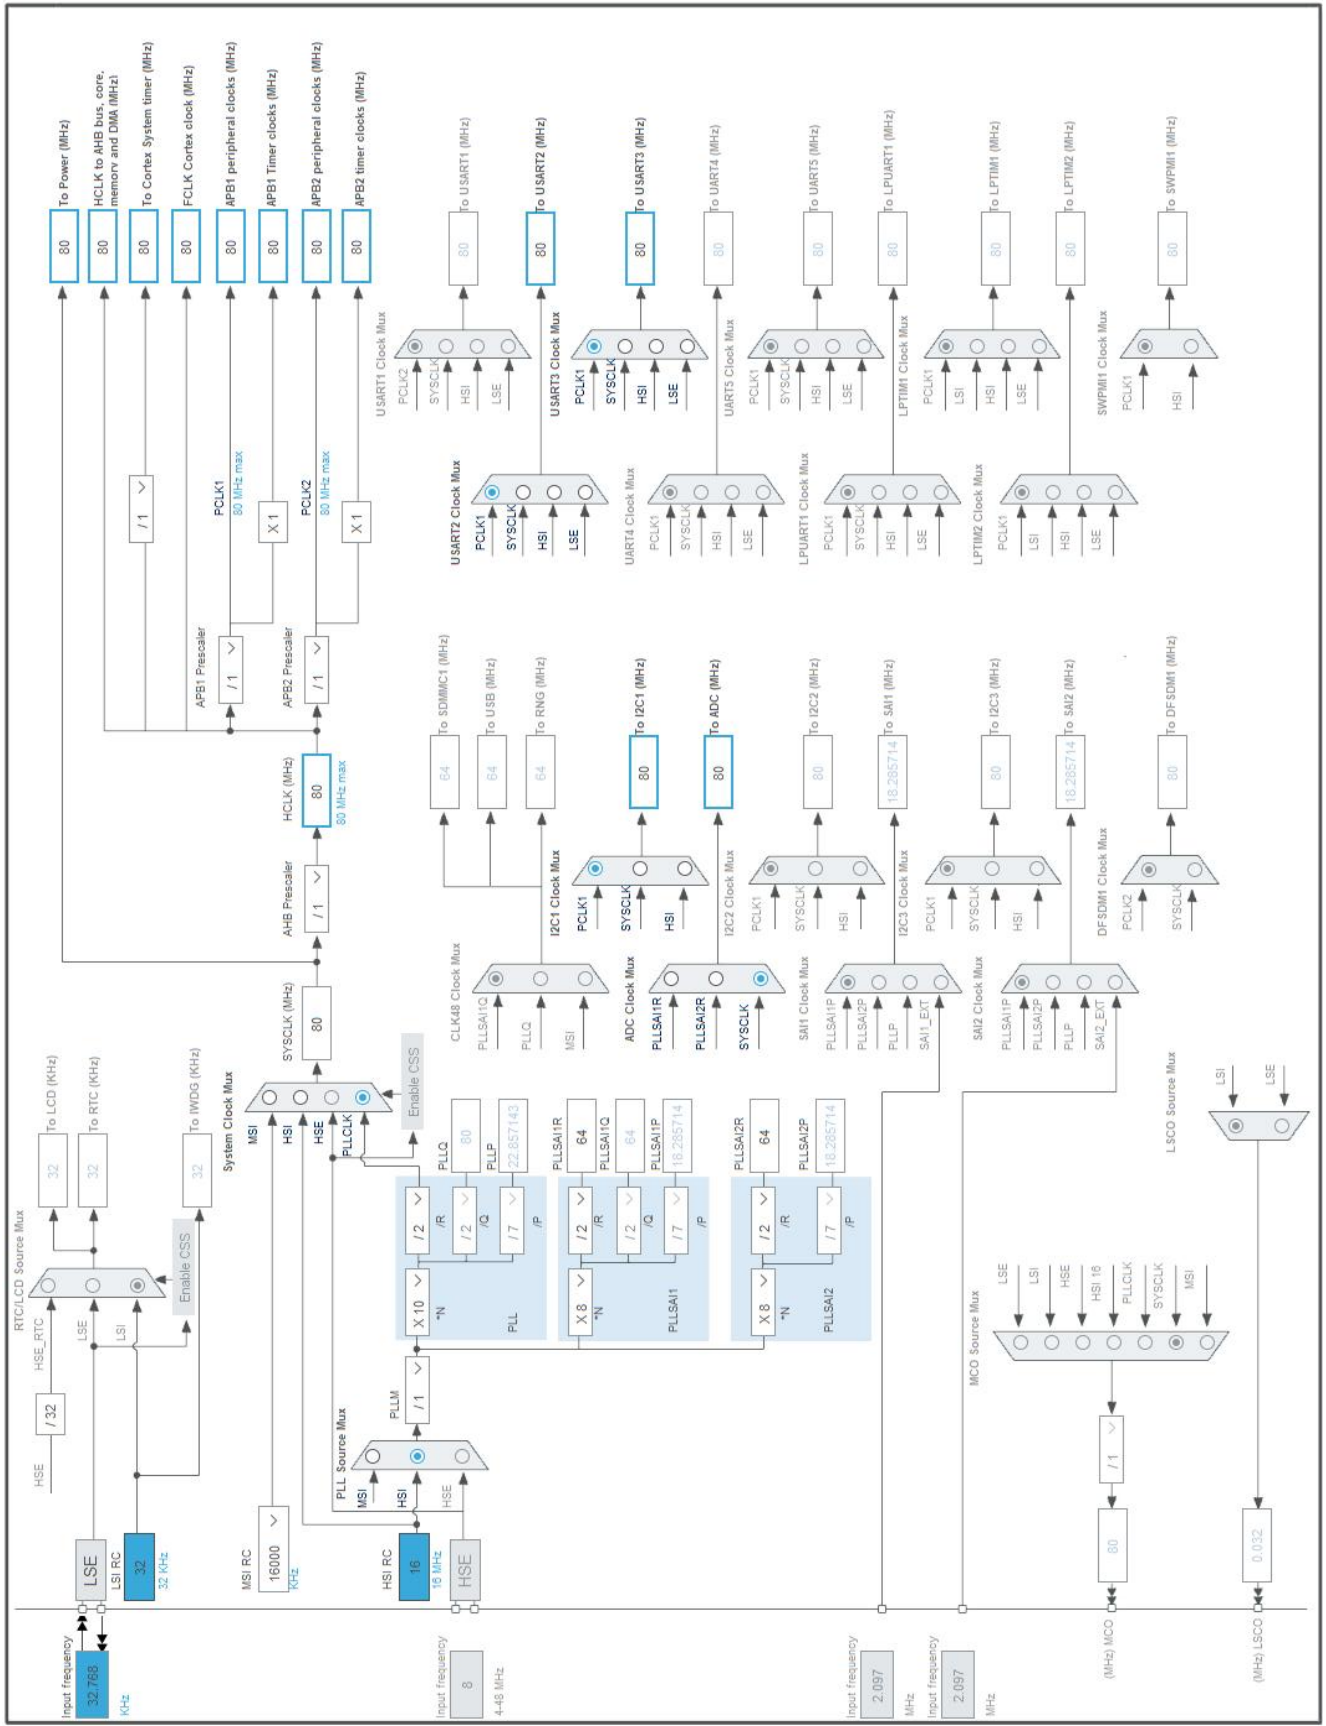 Input frequency
32.768
KHz
LSE
LSI RC
32
32 KHz
HSE
/ 32
HSE_RTC
LSE
LSI
RTC/LCD Source Mux
Enable CSS
32
To LCD (KHz)
32
To RTC (KHz)
32
To IWDG (KHz)
MSI RC
16000
KHz
HSI RC
16
16 MHz
Input frequency
8
4-48 MHz
HSE
System Clock Mux
MSI
HSI
HSE
PLLCLK
Enable CSS
SYSCLK (MHz)
80
AHB Prescaler
/ 1
HCLK (MHz)
80
80 MHz max
APB1 Prescaler
/ 1
APB2 Prescaler
/ 1
/ 1
PCLK1
80 MHz max
X 1
PCLK2
80 MHz max
X 1
80
To Power (MHz)
80
HCLK to AHB bus, core,
memory and DMA (MHz)
80
To Cortex System timer (MHz)
80
FCLK Cortex clock (MHz)
80
APB1 peripheral clocks (MHz)
80
APB1 Timer clocks (MHz)
80
APB2 peripheral clocks (MHz)
80
APB2 timer clocks (MHz)
PLL Source Mux
MSI
HSI
HSE
PLLM
/ 1
X 10
*N
PLL
/ 2
/R
/ 2
/Q
/ 7
/P
PLLQ
80
PLLP
22.857143
X 8
*N
PLLSAI1
/ 2
/R
/ 2
/Q
/ 7
/P
PLLSAI1R
64
PLLSAI1Q
64
PLLSAI1P
18.285714
X 8
*N
PLLSAI2
/ 2
/R
/ 7
/P
PLLSAI2R
64
PLLSAI2P
18.285714
CLK48 Clock Mux
PLLSAI1Q
PLLQ
MSI
64
To SDMMC1 (MHz)
64
To USB (MHz)
64
To RNG (MHz)
I2C1 Clock Mux
PCLK1
SYSCLK
HSI
80
To I2C1 (MHz)
ADC Clock Mux
PLLSAI1R
PLLSAI2R
SYSCLK
80
To ADC (MHz)
I2C2 Clock Mux
PCLK1
SYSCLK
HSI
80
To I2C2 (MHz)
SAI1 Clock Mux
PLLSAI1P
PLLSAI2P
PLLP
SAI1_EXT
18.285714
To SAI1 (MHz)
I2C3 Clock Mux
PCLK1
SYSCLK
HSI
80
To I2C3 (MHz)
SAI2 Clock Mux
PLLSAI1P
PLLSAI2P
PLLP
SAI2_EXT
18.285714
To SAI2 (MHz)
DFSDM1 Clock Mux
PCLK2
SYSCLK
80
To DFSDM1 (MHz)
USART1 Clock Mux
PCLK2
SYSCLK
HSI
LSE
80
To USART1 (MHz)
USART2 Clock Mux
PCLK1
SYSCLK
HSI
LSE
80
To USART2 (MHz)
USART3 Clock Mux
PCLK1
SYSCLK
HSI
LSE
80
To USART3 (MHz)
UART4 Clock Mux
PCLK1
SYSCLK
HSI
LSE
80
To UART4 (MHz)
UART5 Clock Mux
PCLK1
SYSCLK
HSI
LSE
80
To UART5 (MHz)
LPUART1 Clock Mux
PCLK1
SYSCLK
HSI
LSE
80
To LPUART1 (MHz)
LPTIM1 Clock Mux
PCLK1
LSI
HSI
LSE
80
To LPTIM1 (MHz)
LPTIM2 Clock Mux
PCLK1
LSI
HSI
LSE
80
To LPTIM2 (MHz)
SWPMI1 Clock Mux
PCLK1
HSI
80
To SWPMI1 (MHz)
Input frequency
2.097
MHz
Input frequency
2.097
MHz
MCO Source Mux
LSE
LSI
HSE
HSI 16
PLLCLK
SYSCLK
MSI
/ 1
80
(MHz) MCO
LSCO Source Mux
LSI
LSE
0.032
(MHz) LSCO